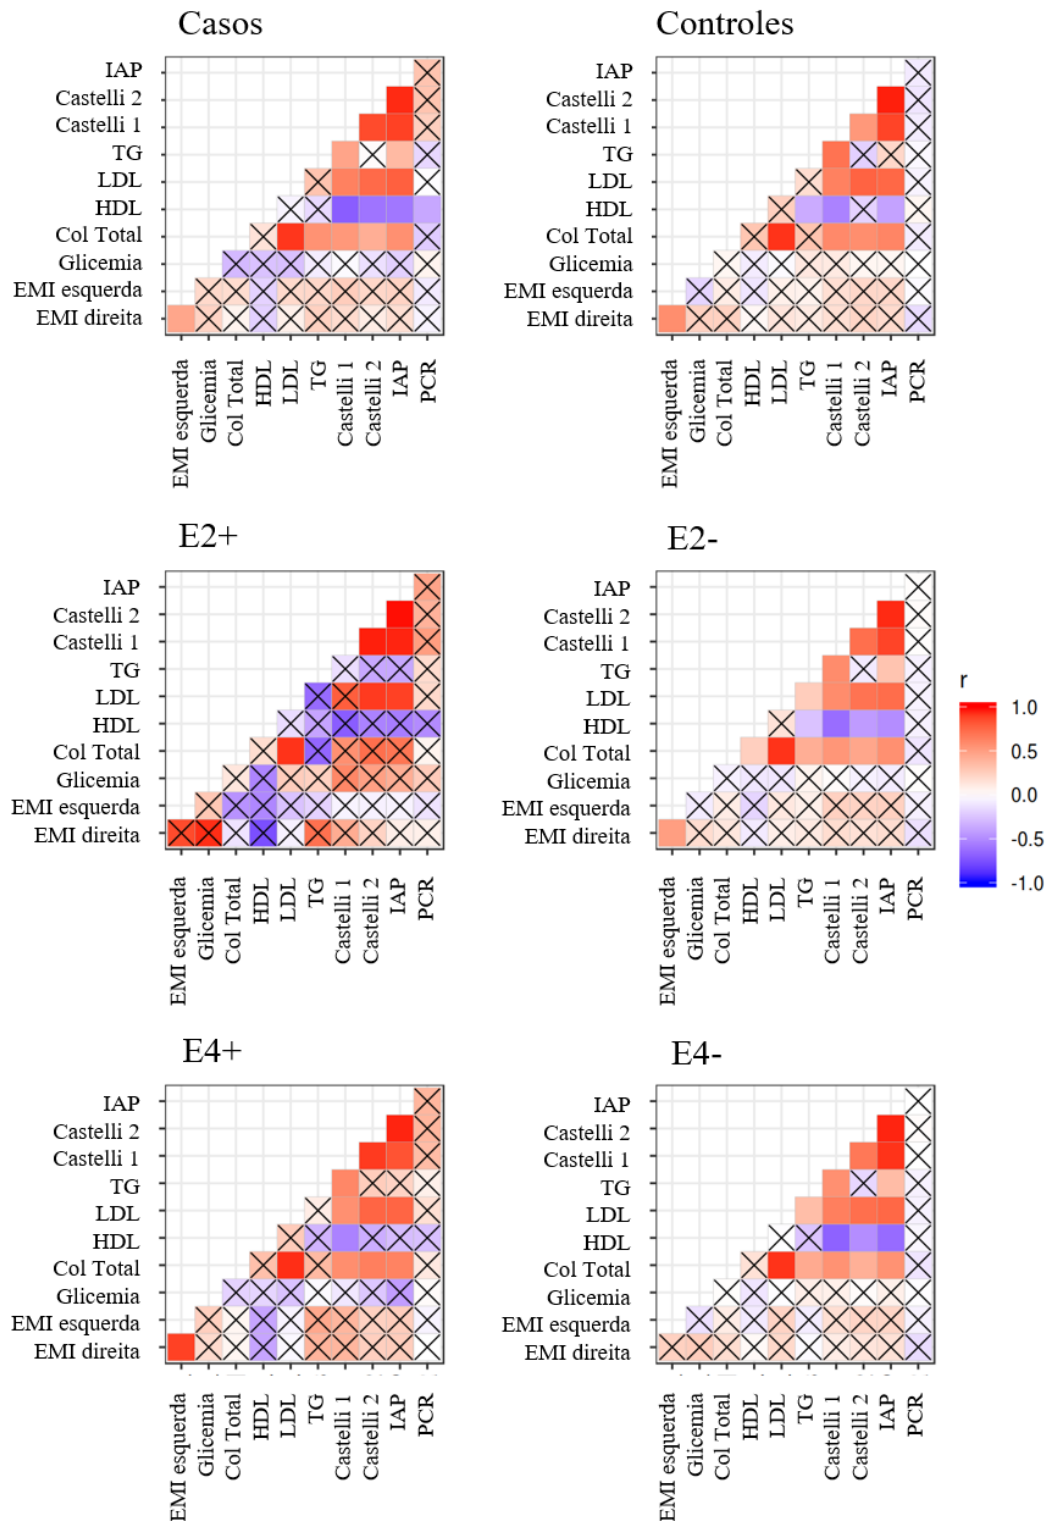 Casos
IAP
Castelli 2
Castelli 1
TG
LDL
HDL
Col Total
Glicemia
EMI esquerda
EMI direita
EMI esquerda
Glicemia
Col Total
HDL
LDL
TG
Castelli 1
Castelli 2
IAP
PCR
Controles
IAP
Castelli 2
Castelli 1
TG
LDL
HDL
Col Total
Glicemia
EMI esquerda
EMI direita
EMI esquerda
Glicemia
Col Total
HDL
LDL
TG
Castelli 1
Castelli 2
IAP
PCR
E2+
IAP
Castelli 2
Castelli 1
TG
LDL
HDL
Col Total
Glicemia
EMI esquerda
EMI direita
EMI esquerda
Glicemia
Col Total
HDL
LDL
TG
Castelli 1
Castelli 2
IAP
PCR
E2-
IAP
Castelli 2
Castelli 1
TG
LDL
HDL
Col Total
Glicemia
EMI esquerda
EMI direita
EMI esquerda
Glicemia
Col Total
HDL
LDL
TG
Castelli 1
Castelli 2
IAP
PCR
r
1.0
0.5
0.0
-0.5
-1.0
E4+
IAP
Castelli 2
Castelli 1
TG
LDL
HDL
Col Total
Glicemia
EMI esquerda
EMI direita
EMI esquerda
Glicemia
Col Total
HDL
LDL
TG
Castelli 1
Castelli 2
IAP
PCR
E4-
IAP
Castelli 2
Castelli 1
TG
LDL
HDL
Col Total
Glicemia
EMI esquerda
EMI direita
EMI esquerda
Glicemia
Col Total
HDL
LDL
TG
Castelli 1
Castelli 2
IAP
PCR